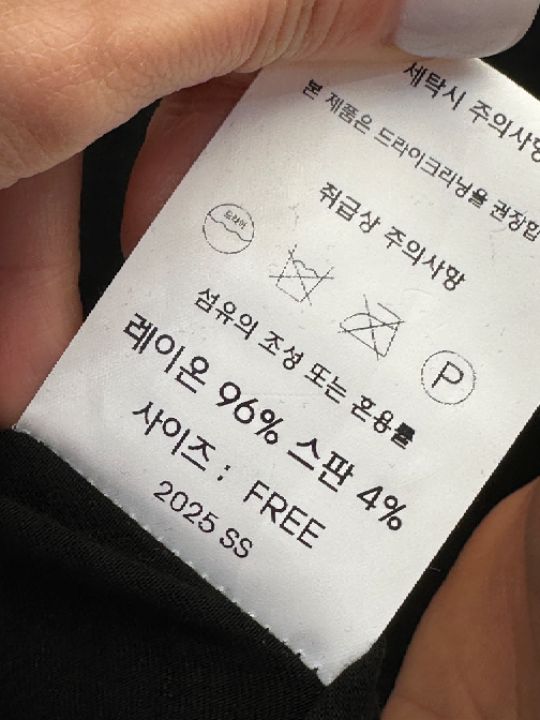 세탁시 주의사항
본 제품은 드라이크리닝을 권장합
취급상 주의사항
드라이
P
섬유의 조성 또는 혼용률
레이온 96% 스판 4%
사이즈 ; FREE
2025 SS